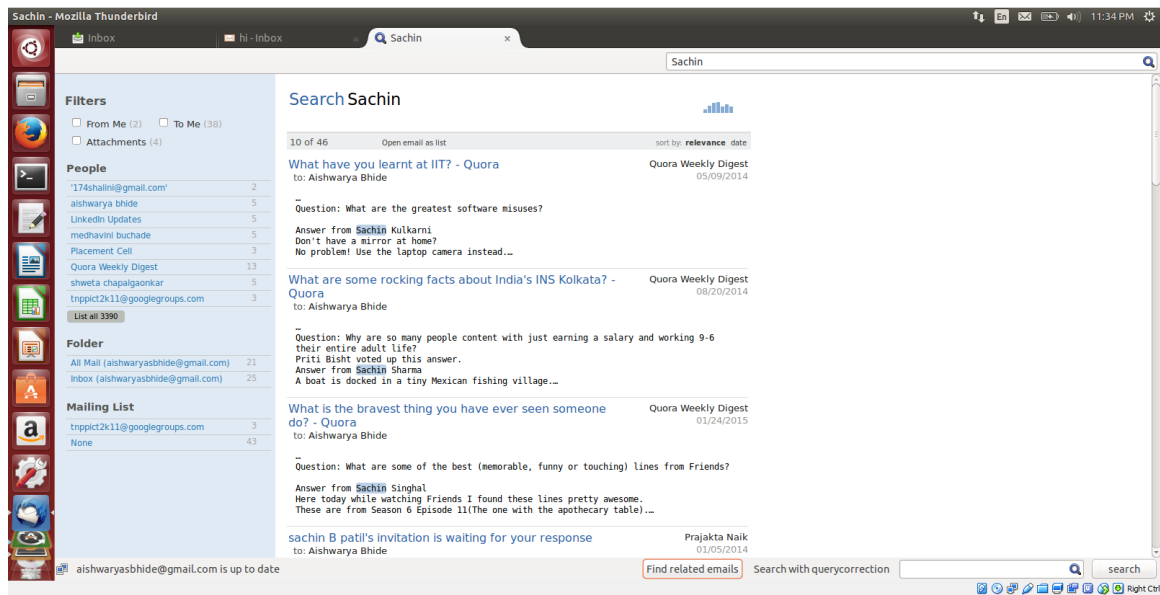 Sachin - Mozilla Thunderbird
En
11:34 PM
Inbox
hi - Inbox
Sachin
×
Sachin
Filters
From Me (2) To Me (38)
Attachments (4)
People
'174shalini@gmail.com' 2
aishwarya bhide 5
LinkedIn Updates 5
medhavini buchade 5
Placement Cell 3
Quora Weekly Digest 13
shweta chapalgaonkar 5
tnppict2k11@googlegroups.com 3
List all 3390
Folder
All Mail (aishwaryasbhide@gmail.com) 21
Inbox (aishwaryasbhide@gmail.com) 25
Mailing List
tnppict2k11@googlegroups.com 3
None 43
Search Sachin
10 of 46 Open email as list sort by: relevance date
What have you learnt at IIT? - Quora Quora Weekly Digest
to: Aishwarya Bhide 05/09/2014
…
Question: What are the greatest software misuses?
Answer from Sachin Kulkarni
Don't have a mirror at home?
No problem! Use the laptop camera instead.…
What are some rocking facts about India's INS Kolkata? - Quora Weekly Digest
Quora 08/20/2014
to: Aishwarya Bhide
…
Question: Why are so many people content with just earning a salary and working 9-6
their entire adult life?
Priti Bisht voted up this answer.
Answer from Sachin Sharma
A boat is docked in a tiny Mexican fishing village.…
What is the bravest thing you have ever seen someone Quora Weekly Digest
do? - Quora 01/24/2015
to: Aishwarya Bhide
…
Question: What are some of the best (memorable, funny or touching) lines from Friends?
Answer from Sachin Singhal
Here today while watching Friends I found these lines pretty awesome.
These are from Season 6 Episode 11(The one with the apothecary table).…
sachin B patil's invitation is waiting for your response Prajakta Naik
to: Aishwarya Bhide 01/05/2014
aishwaryasbhide@gmail.com is up to date
Find related emails Search with querycorrection search
Right Ctrl